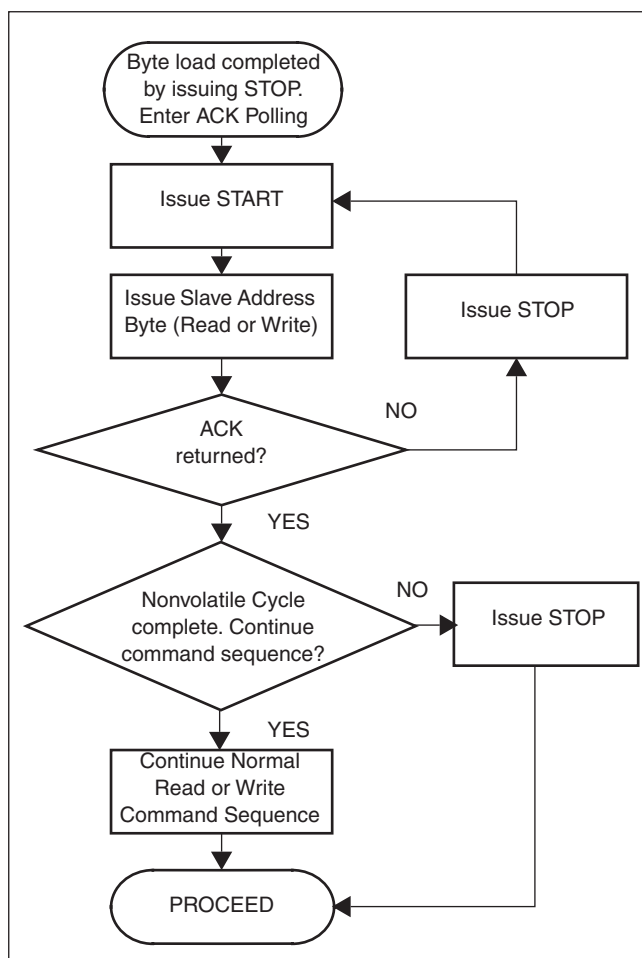 Byte load completed
by issuing STOP.
Enter ACK Polling
Issue START
Issue Slave Address
Byte (Read or Write)
Issue STOP
ACK
returned?
NO
YES
Nonvolatile Cycle
complete. Continue
command sequence?
NO
Issue STOP
YES
Continue Normal
Read or Write
Command Sequence
PROCEED